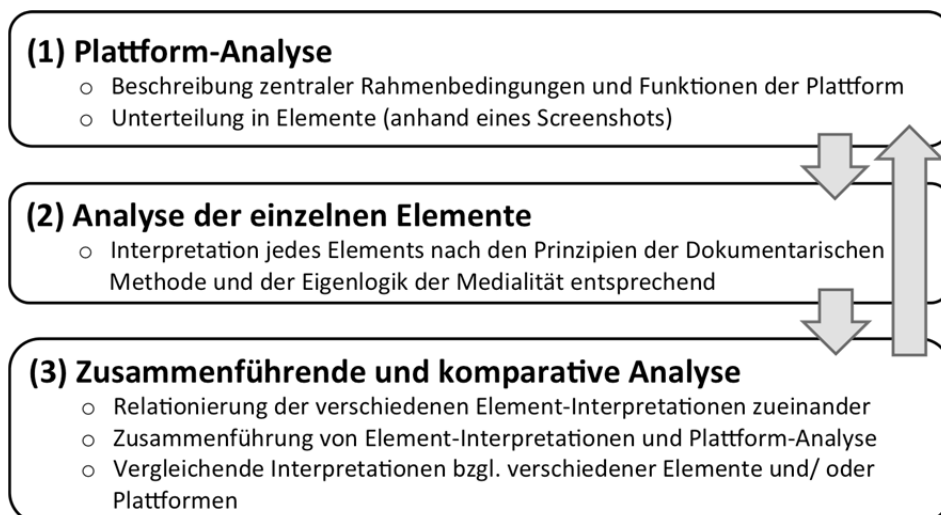 (1) Plattform-Analyse
○ Beschreibung zentraler Rahmenbedingungen und Funktionen der Plattform
○ Unterteilung in Elemente (anhand eines Screenshots)
(2) Analyse der einzelnen Elemente
○ Interpretation jedes Elements nach den Prinzipien der Dokumentarischen
Methode und der Eigenlogik der Medialität entsprechend
(3) Zusammenführende und komparative Analyse
○ Relationierung der verschiedenen Element-Interpretationen zueinander
○ Zusammenführung von Element-Interpretationen und Plattform-Analyse
○ Vergleichende Interpretationen bzgl. verschiedener Elemente und/ oder
Plattformen